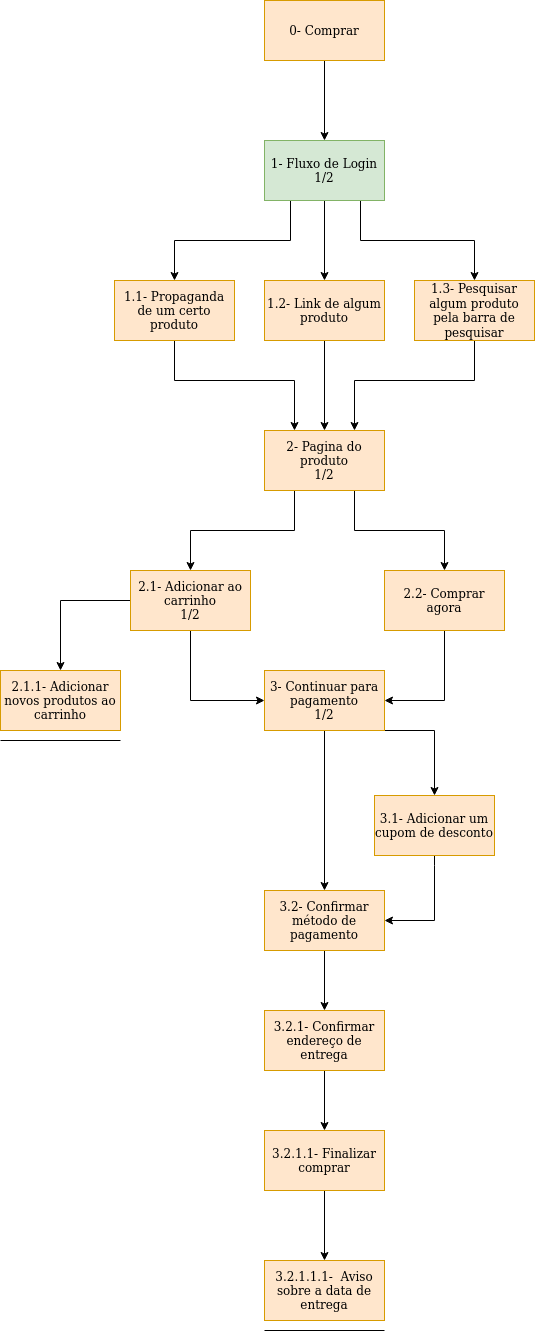 0- Comprar
1- Fluxo de Login
1/2
1.1- Propaganda
de um certo
produto
1.2- Link de algum
produto
1.3- Pesquisar
algum produto
pela barra de
pesquisar
2- Pagina do
produto
1/2
2.1- Adicionar ao
carrinho
1/2
2.2- Comprar
agora
2.1.1- Adicionar
novos produtos ao
carrinho
3- Continuar para
pagamento
1/2
3.1- Adicionar um
cupom de desconto
3.2- Confirmar
método de
pagamento
3.2.1- Confirmar
endereço de
entrega
3.2.1.1- Finalizar
comprar
3.2.1.1.1- Aviso
sobre a data de
entrega